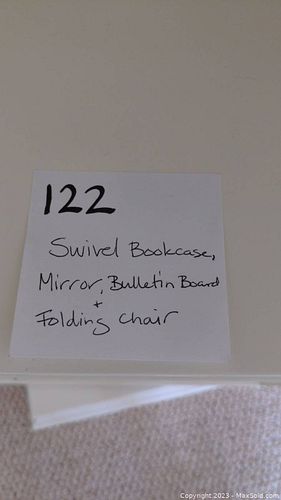 122
Swivel Bookcase,
Mirror, Bulletin Board
+
Folding Chair
Copyright © 2023 - MaxSold.com